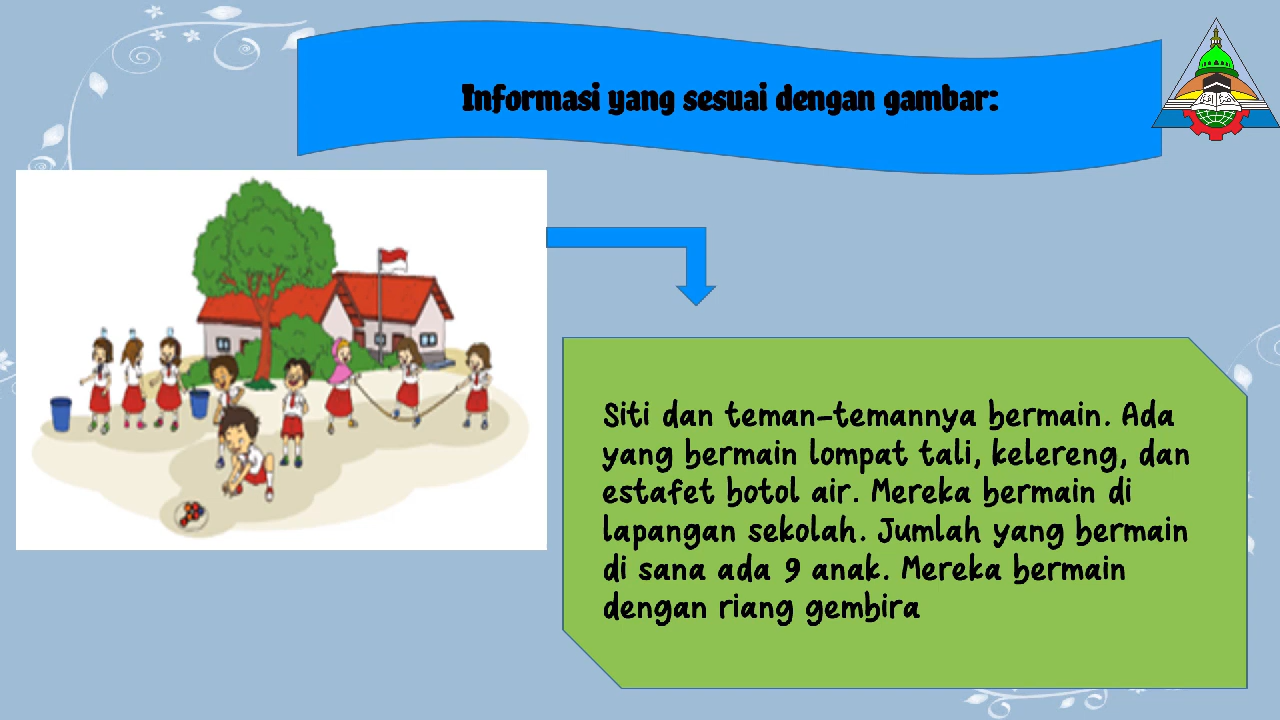 Informasi yang sesuai dengan gambar:
Siti dan teman-temannya bermain. Ada
yang bermain lompat tali, kelereng, dan
estafet botol air. Mereka bermain di
lapangan sekolah. Jumlah yang bermain
di sana ada 9 anak. Mereka bermain
dengan riang gembira